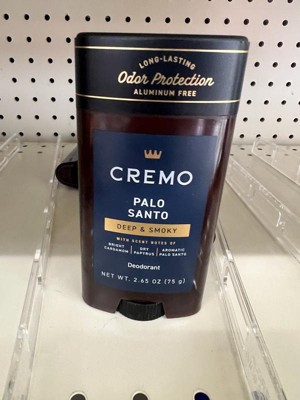 LONG-LASTING
Odor Protection
ALUMINUM FREE
CREMO
PALO
SANTO
DEEP & SMOKY
WITH SCENT NOTES OF
BRIGHT CARDAMOM | DRY PAPYRUS | AROMATIC PALO SANTO
Deodorant
NET WT. 2.65 OZ (75 g)